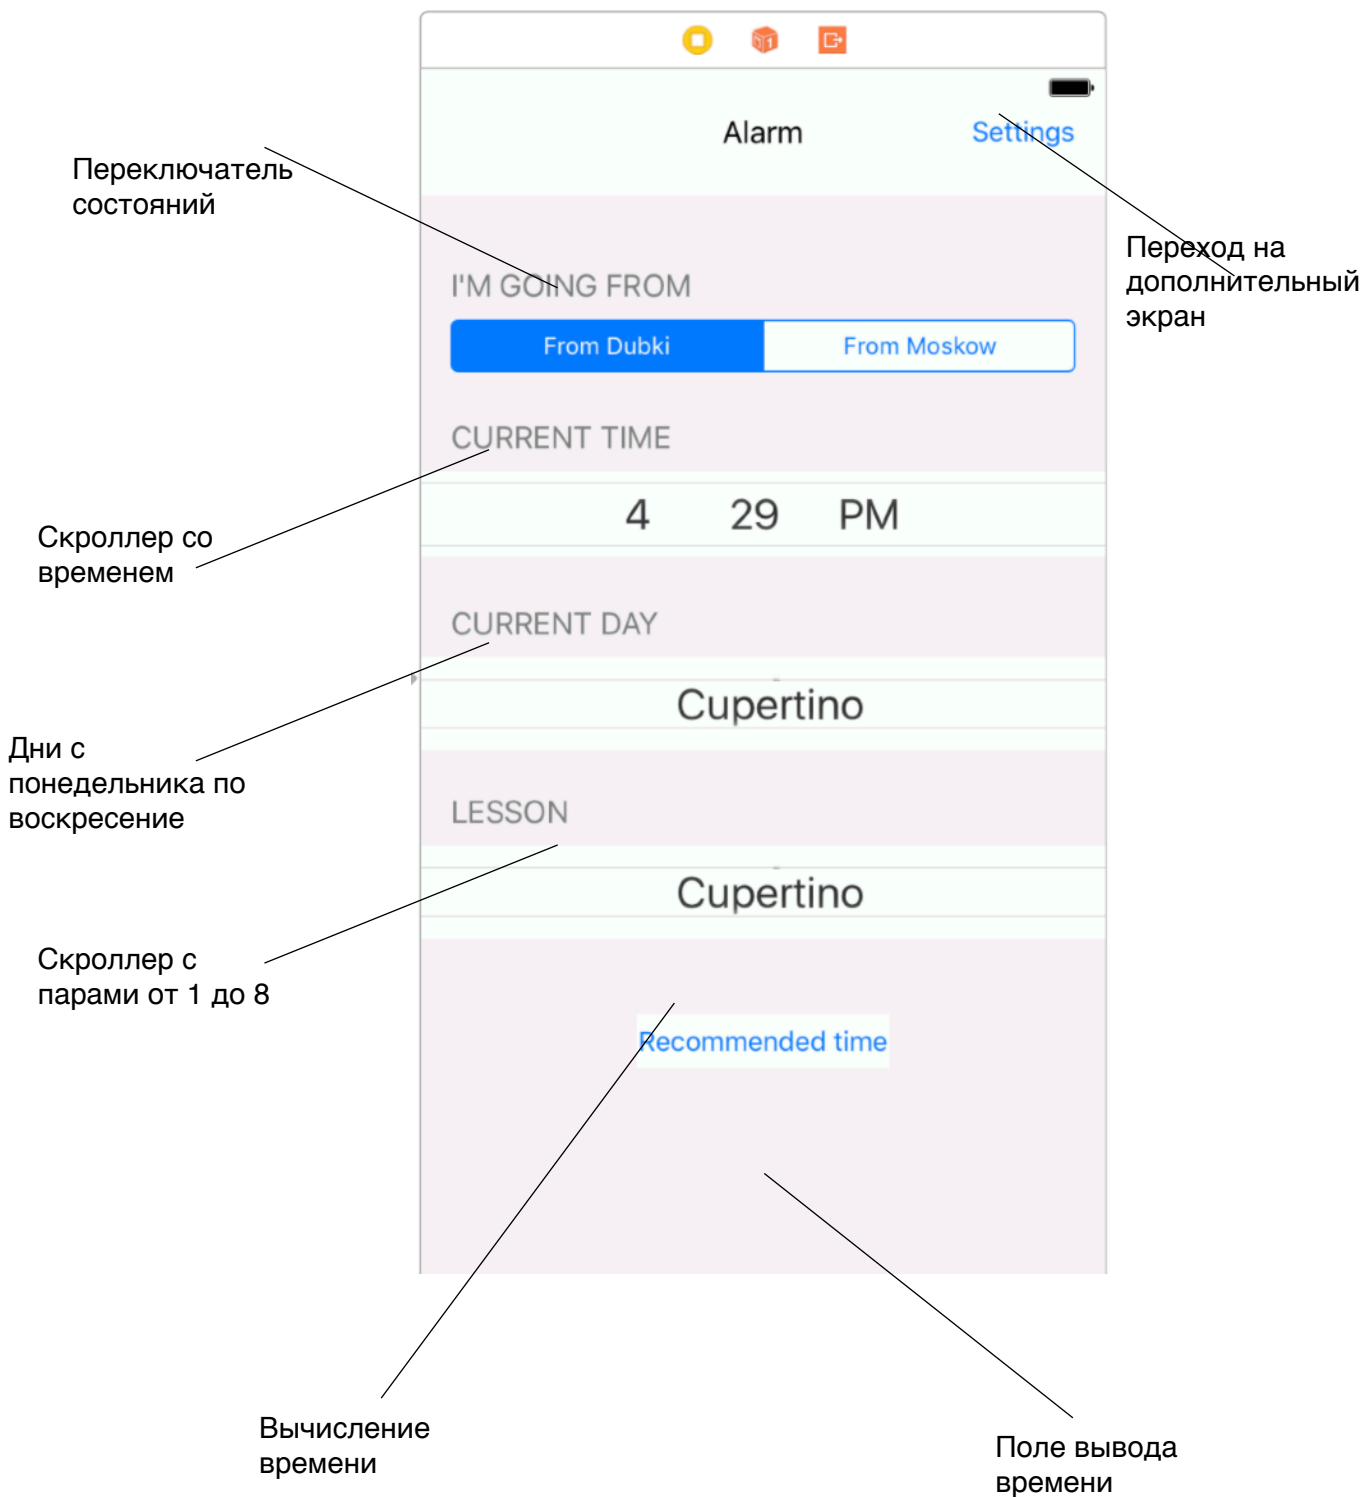 Alarm
Settings
Переключатель
состояний
Переход на
дополнительный
экран
I'M GOING FROM
From Dubki
From Moskow
CURRENT TIME
4 29 PM
Скроллер со
временем
CURRENT DAY
Cupertino
Дни с
понедельника по
воскресение
LESSON
Cupertino
Скроллер с
парами от 1 до 8
Recommended time
Вычисление
времени
Поле вывода
времени